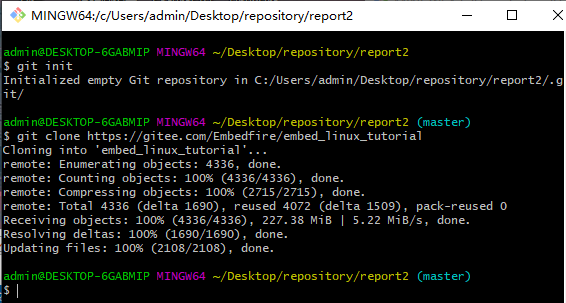 MINGW64:/c/Users/admin/Desktop/repository/report2
admin@DESKTOP-6GABMIP MINGW64 ~/Desktop/repository/report2
$ git init
Initialized empty Git repository in C:/Users/admin/Desktop/repository/report2/.g
it/
admin@DESKTOP-6GABMIP MINGW64 ~/Desktop/repository/report2 (master)
$ git clone https://gitee.com/Embedfire/embed_linux_tutorial
Cloning into 'embed_linux_tutorial'...
remote: Enumerating objects: 4336, done.
remote: Counting objects: 100% (4336/4336), done.
remote: Compressing objects: 100% (2715/2715), done.
remote: Total 4336 (delta 1690), reused 4072 (delta 1509), pack-reused 0
Receiving objects: 100% (4336/4336), 227.38 MiB | 5.22 MiB/s, done.
Resolving deltas: 100% (1690/1690), done.
Updating files: 100% (2108/2108), done.
admin@DESKTOP-6GABMIP MINGW64 ~/Desktop/repository/report2 (master)
$